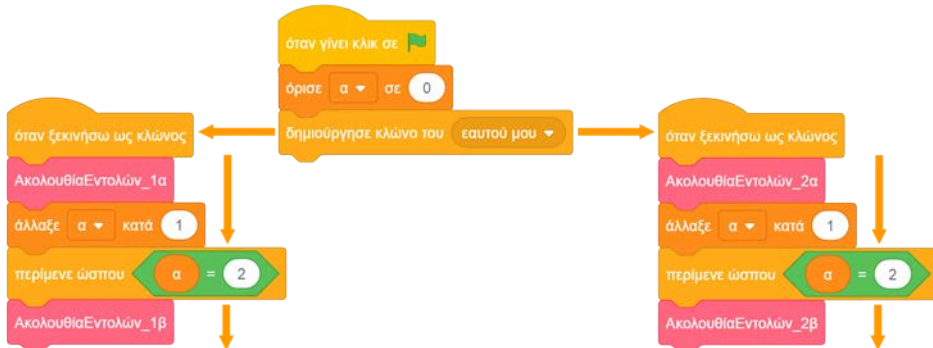 όταν γίνει κλικ σε
όρισε α σε 0
δημιούργησε κλώνο του εαυτού μου
όταν ξεκινήσω ως κλώνος
ΑκολουθίαΕντολών_1α
άλλαξε α κατά 1
περίμενε ώσπου α = 2
ΑκολουθίαΕντολών_1β
όταν ξεκινήσω ως κλώνος
ΑκολουθίαΕντολών_2α
άλλαξε α κατά 1
περίμενε ώσπου α = 2
ΑκολουθίαΕντολών_2β